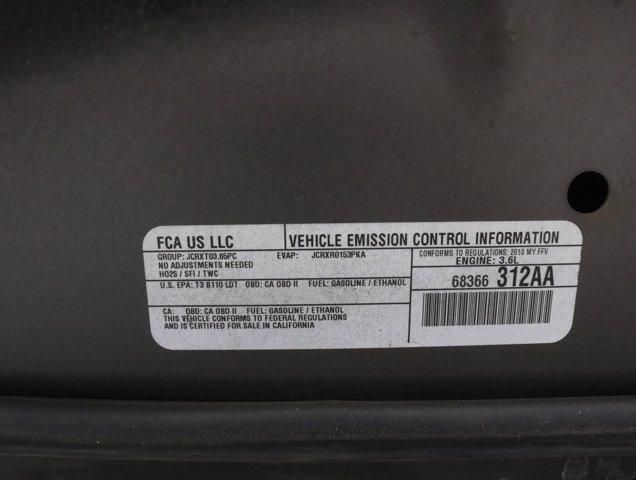 FCA US LLC
VEHICLE EMISSION CONTROL INFORMATION
GROUP: JCRXT03.65PC EVAP: JCRXR0153PKA
NO ADJUSTMENTS NEEDED
HO2S / SFI / TWC
CONFORMS TO REGULATIONS: 2018 MY FFV
ENGINE: 3.6L
68366 312AA
U.S. EPA: T3 B110 LDT OBD: CA OBD II FUEL: GASOLINE / ETHANOL
CA: OBD: CA OBD II FUEL: GASOLINE / ETHANOL
THIS VEHICLE CONFORMS TO FEDERAL REGULATIONS
AND IS CERTIFIED FOR SALE IN CALIFORNIA